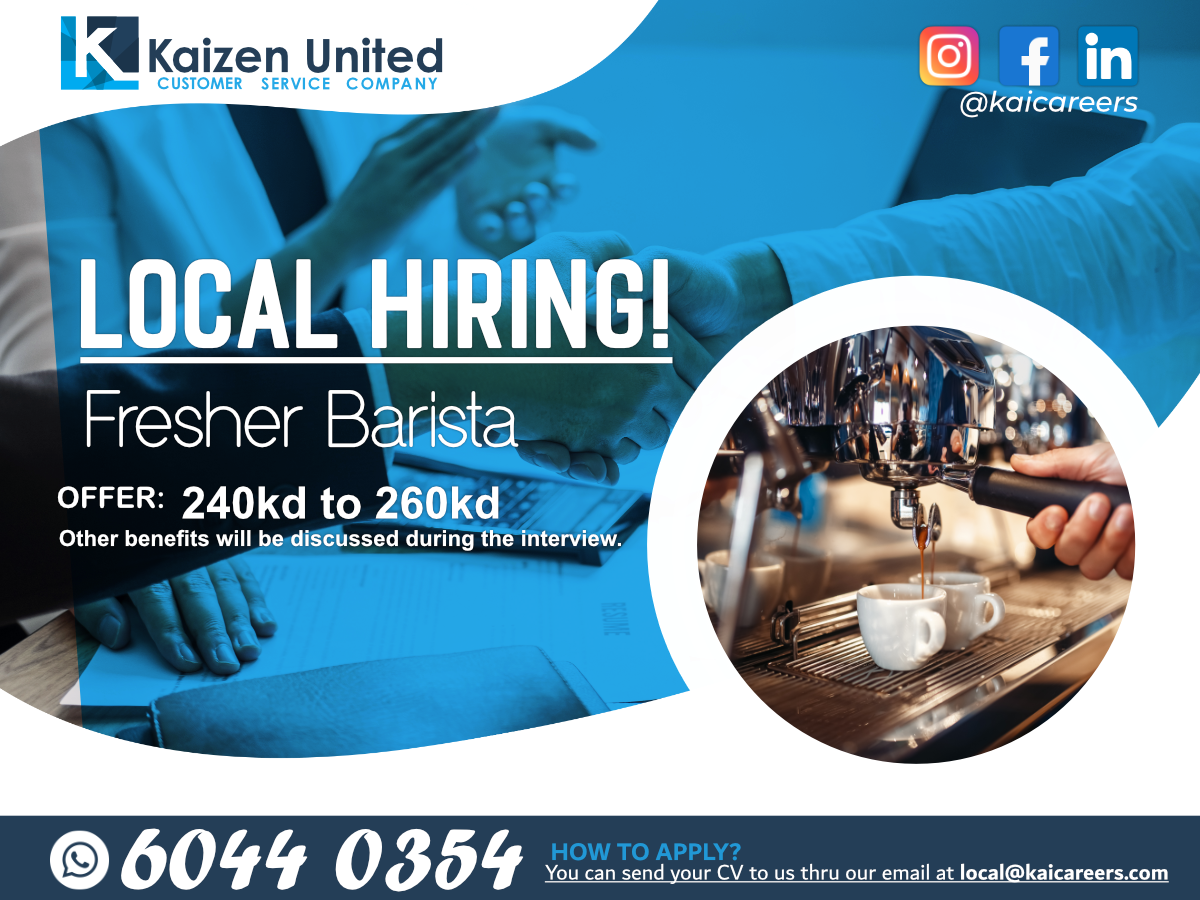 K Kaizen United
CUSTOMER SERVICE COMPANY
@kaicareers
LOCAL HIRING!
Fresher Barista
OFFER: 240kd to 260kd
Other benefits will be discussed during the interview.
RESUME
6044 0354
HOW TO APPLY?
You can send your CV to us thru our email at local@kaicareers.com